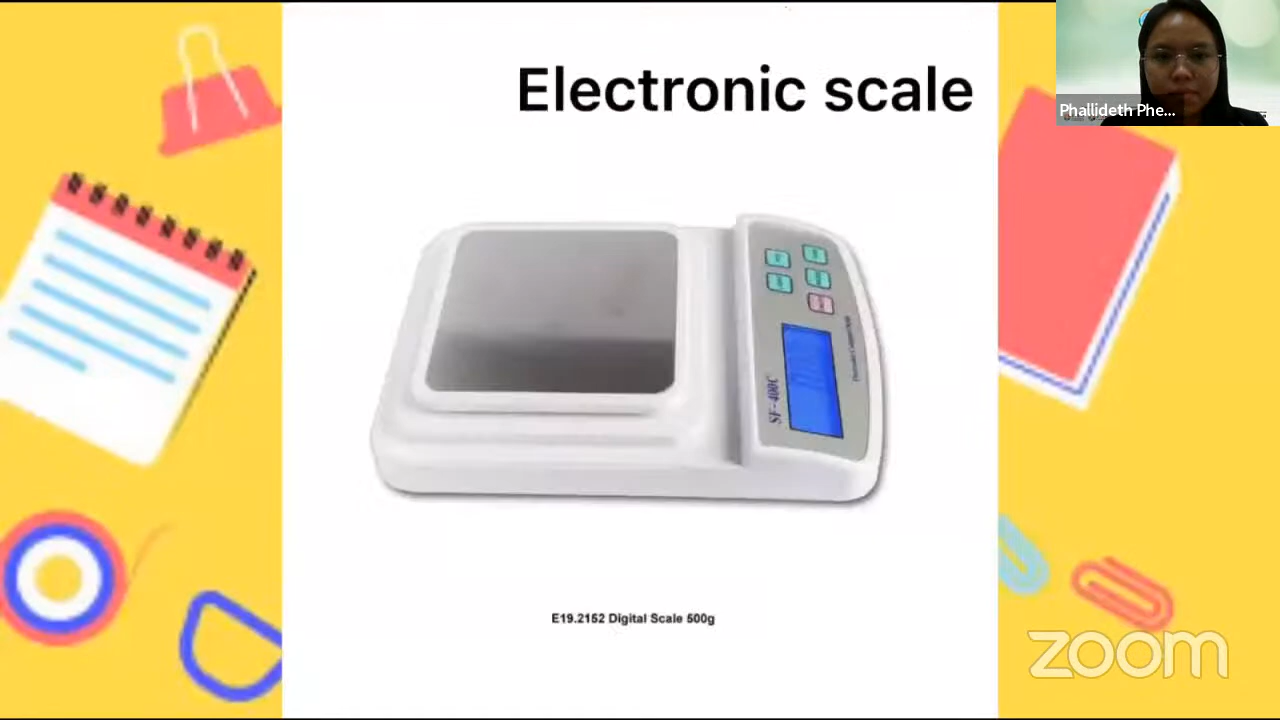 Electronic scale
Phallideth Phe...
SF-400C
E19.2152 Digital Scale 500g
zoom